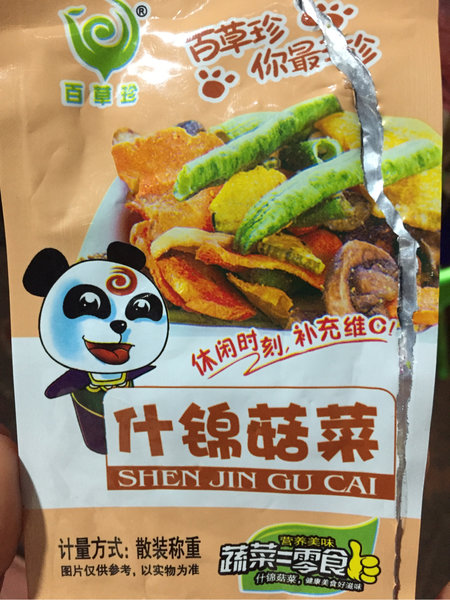 ®
百草珍
百草珍
你最珍
休闲时刻,补充维C!
什锦菇菜
SHEN JIN GU CAI
计量方式: 散装称重
图片仅供参考，以实物为准
营养美味
蔬菜=零食
什锦菇菜，健康美食好滋味